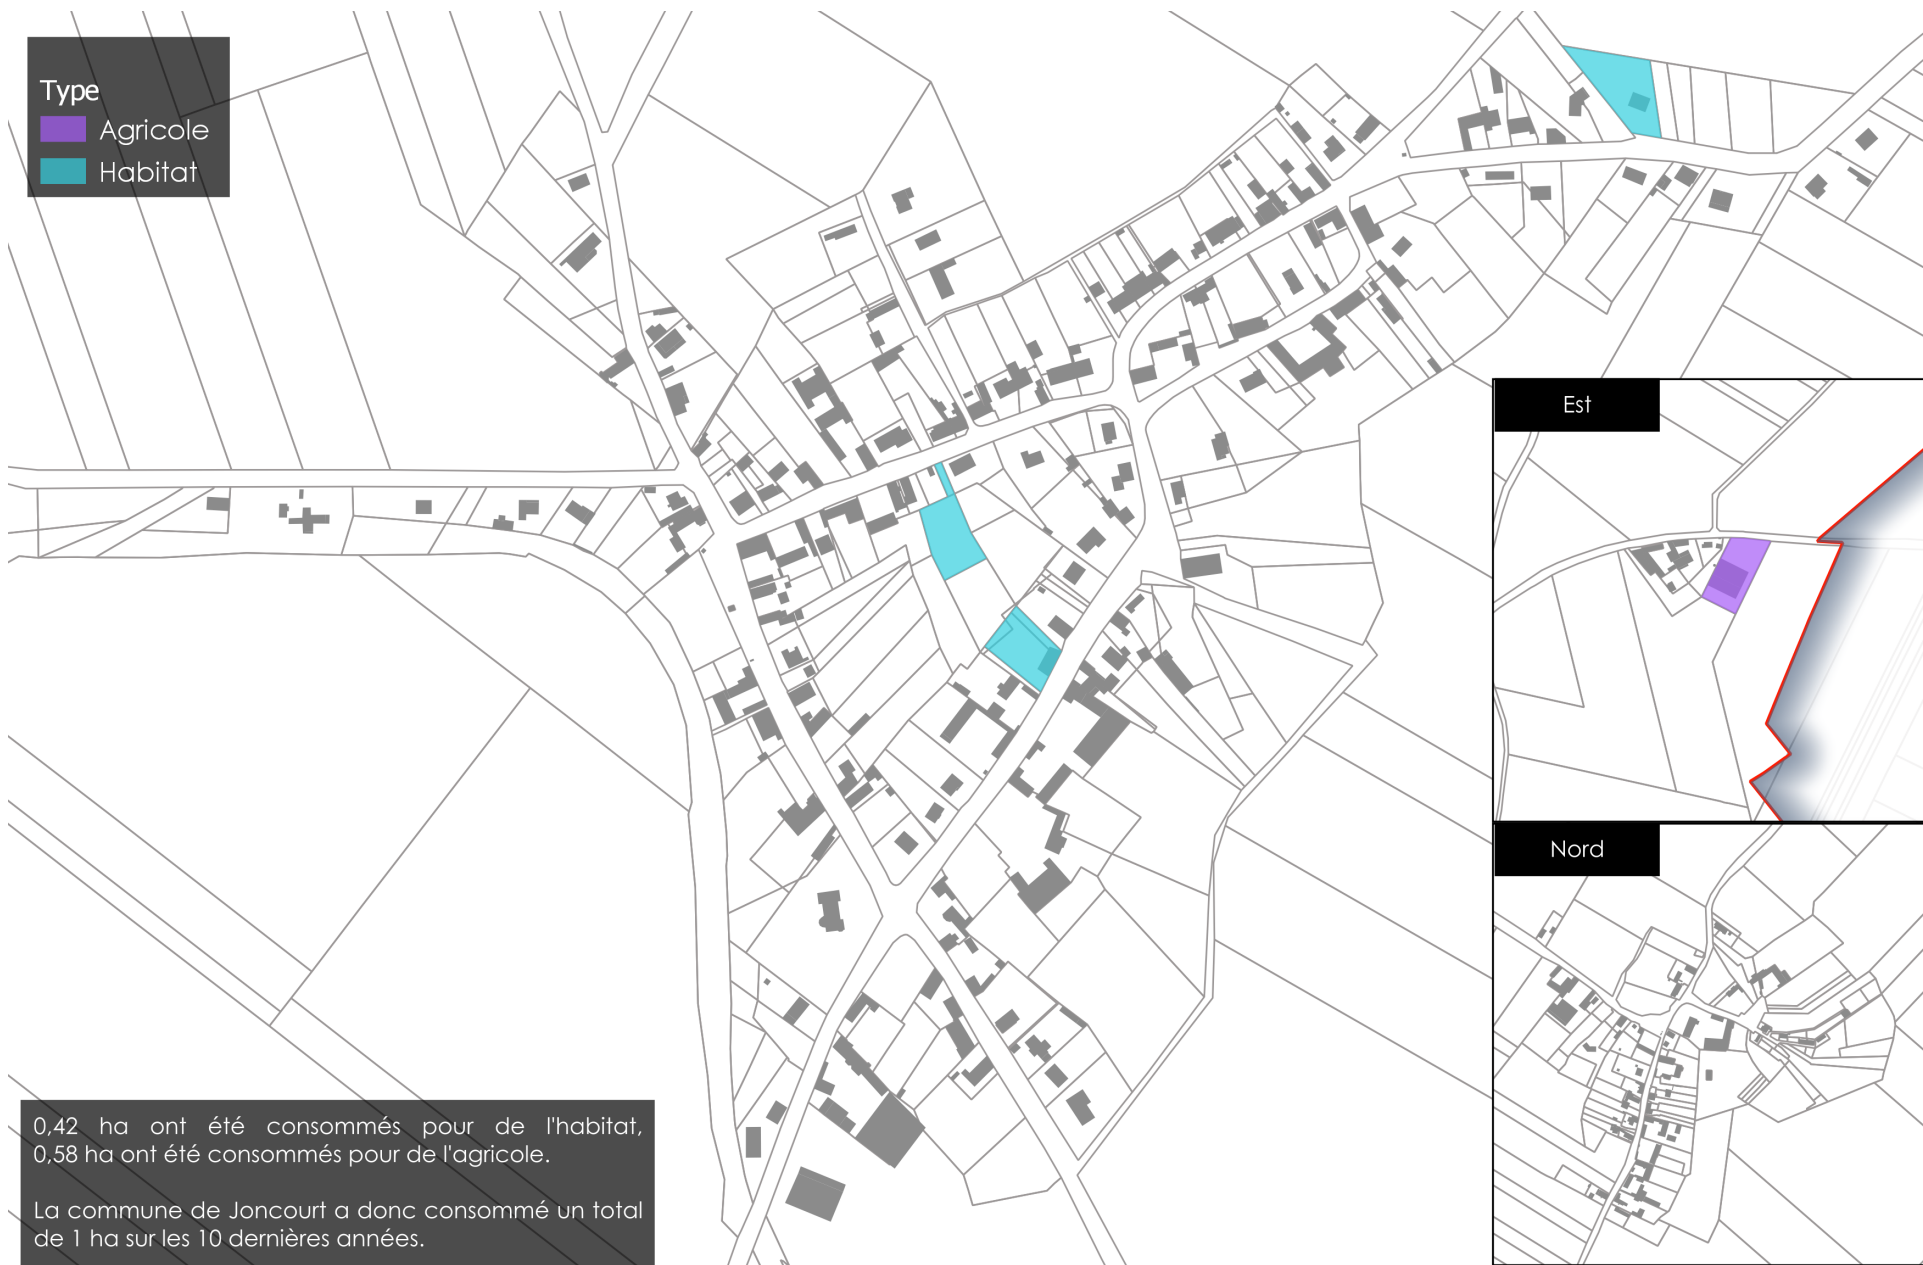 Type
Agricole
Habitat
Est
Nord
0,42 ha ont été consommés pour de l'habitat,
0,58 ha ont été consommés pour de l'agricole.
La commune de Joncourt a donc consommé un total
de 1 ha sur les 10 dernières années.